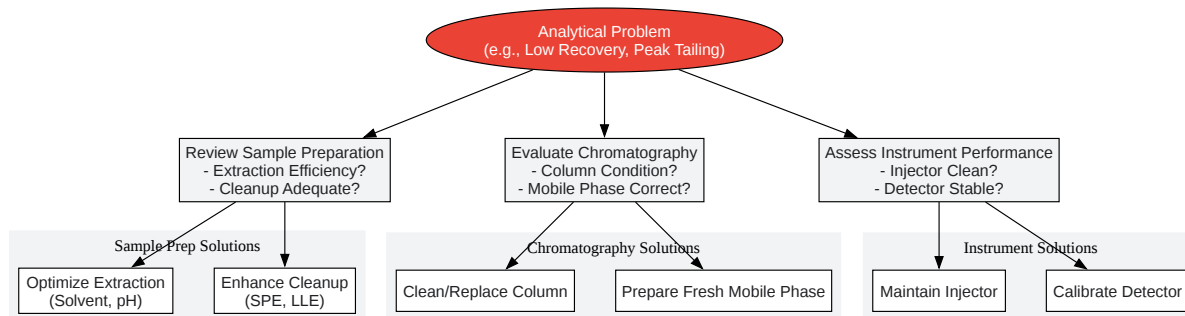 Analytical Problem
(e.g., Low Recovery, Peak Tailing)
Review Sample Preparation
- Extraction Efficiency?
- Cleanup Adequate?
Evaluate Chromatography
- Column Condition?
- Mobile Phase Correct?
Assess Instrument Performance
- Injector Clean?
- Detector Stable?
Sample Prep Solutions
Optimize Extraction
(Solvent, pH)
Enhance Cleanup
(SPE, LLE)
Chromatography Solutions
Clean/Replace Column
Prepare Fresh Mobile Phase
Instrument Solutions
Maintain Injector
Calibrate Detector